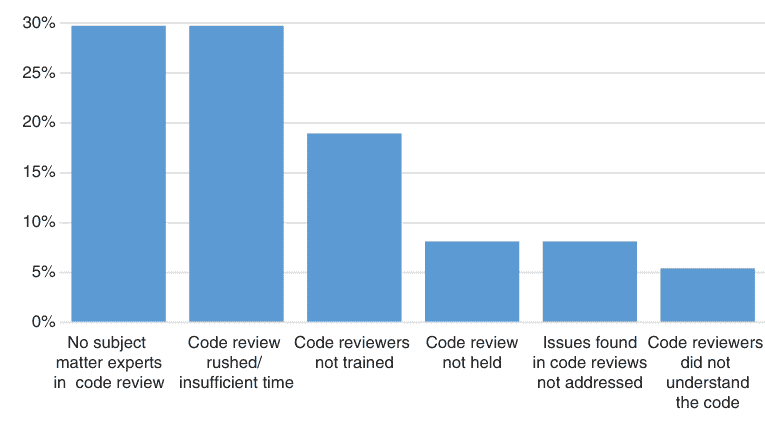 30%
25%
20%
15%
10%
5%
0%
No subject
matter experts
in code review
Code review
rushed/
insufficient time
Code reviewers
not trained
Code review
not held
Issues found
in code reviews
not addressed
Code reviewers
did not
understand
the code